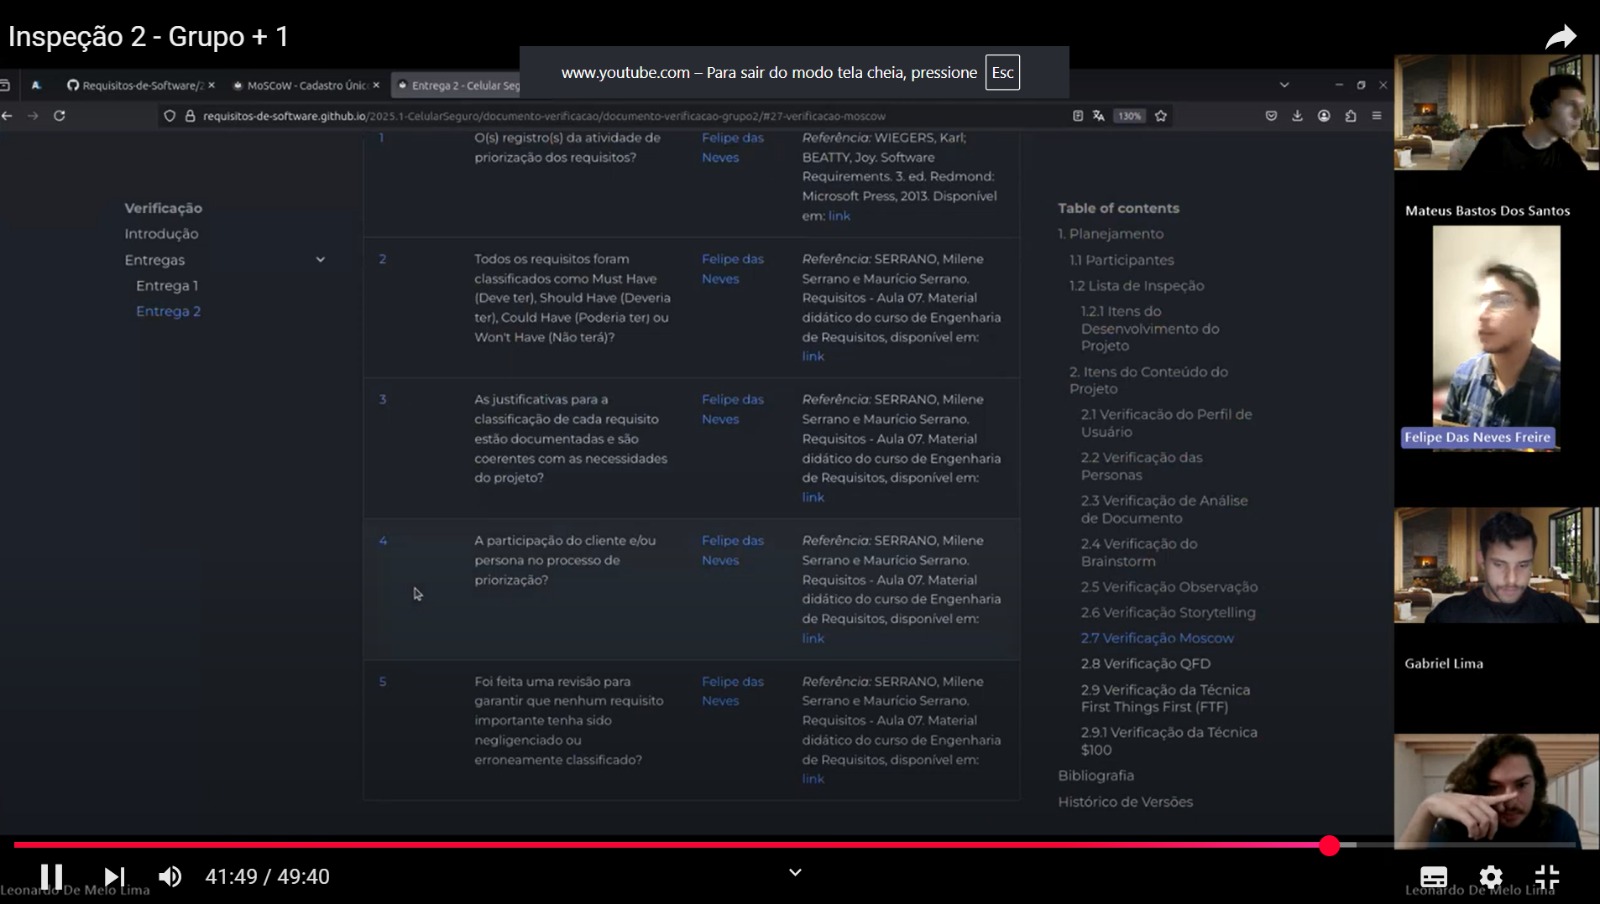 Inspeção 2 - Grupo + 1
www.youtube.com – Para sair do modo tela cheia, pressione Esc
Requisitos-de-Software/2
MoSCoW - Cadastro Únic
Entrega 2 - Celular Seg
requisitos-de-software.github.io/2025.1-CelularSeguro/documento-verificacao/documento-verificacao-grupo2/#27-verificacao-moscow
130%
Verificação
Introdução
Entregas
Entrega 1
Entrega 2
1
O(s) registro(s) da atividade de
priorização dos requisitos?
Felipe das
Neves
Referência: WIEGERS, Karl;
BEATTY, Joy. Software
Requirements. 3. ed. Redmond:
Microsoft Press, 2013. Disponível
em: link
2
Todos os requisitos foram
classificados como Must Have
(Deve ter), Should Have (Deveria
ter), Could Have (Poderia ter) ou
Won't Have (Não terá)?
Felipe das
Neves
Referência: SERRANO, Milene
Serrano e Maurício Serrano.
Requisitos - Aula 07. Material
didático do curso de Engenharia
de Requisitos, disponível em:
link
3
As justificativas para a
classificação de cada requisito
estão documentadas e são
coerentes com as necessidades
do projeto?
Felipe das
Neves
Referência: SERRANO, Milene
Serrano e Maurício Serrano.
Requisitos - Aula 07. Material
didático do curso de Engenharia
de Requisitos, disponível em:
link
4
A participação do cliente e/ou
persona no processo de
priorização?
Felipe das
Neves
Referência: SERRANO, Milene
Serrano e Maurício Serrano.
Requisitos - Aula 07. Material
didático do curso de Engenharia
de Requisitos, disponível em:
link
5
Foi feita uma revisão para
garantir que nenhum requisito
importante tenha sido
negligenciado ou
erroneamente classificado?
Felipe das
Neves
Referência: SERRANO, Milene
Serrano e Maurício Serrano.
Requisitos - Aula 07. Material
didático do curso de Engenharia
de Requisitos, disponível em:
link
Table of contents
1. Planejamento
1.1 Participantes
1.2 Lista de Inspeção
1.2.1 Itens do
Desenvolvimento do
Projeto
2. Itens do Conteúdo do
Projeto
2.1 Verificação do Perfil de
Usuário
2.2 Verificação das
Personas
2.3 Verificação de Análise
de Documento
2.4 Verificação do
Brainstorm
2.5 Verificação Observação
2.6 Verificação Storytelling
2.7 Verificação Moscow
2.8 Verificação QFD
2.9 Verificação da Técnica
First Things First (FTF)
2.9.1 Verificação da Técnica
$100
Bibliografia
Histórico de Versões
Mateus Bastos Dos Santos
Felipe Das Neves Freire
Gabriel Lima
41:49 / 49:40
Leonardo De Melo Lima
Leonardo De Melo Lima